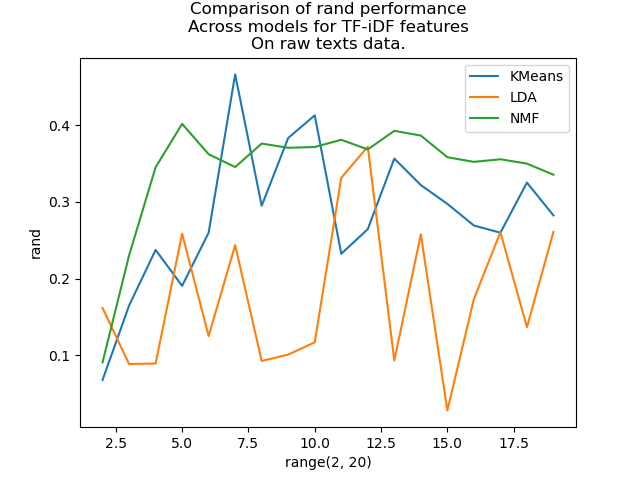 Comparison of rand performance
Across models for TF-iDF features
On raw texts data.
KMeans
LDA
NMF
0.4
0.3
0.2
0.1
rand
2.5 5.0 7.5 10.0 12.5 15.0 17.5
range(2, 20)